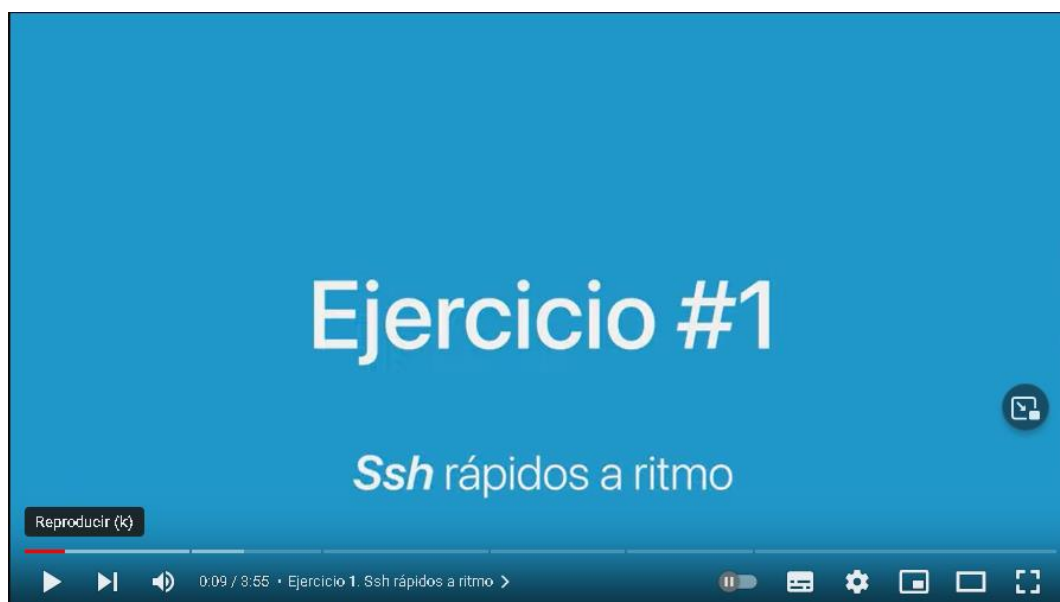 Ejercicio #1
Ssh rápidos a ritmo
Reproducir (k)
0:09 / 3:55 • Ejercicio 1. Ssh rápidos a ritmo >